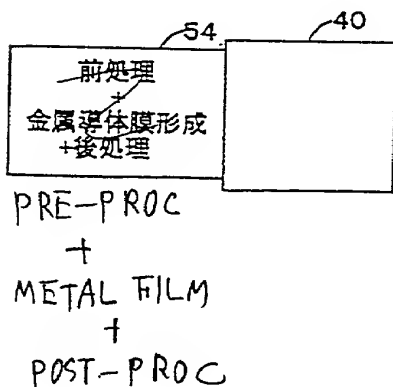 54
40
前処理
+
金属導体膜形成
+後処理
PRE-PROC
+
METAL FILM
+
POST-PROC